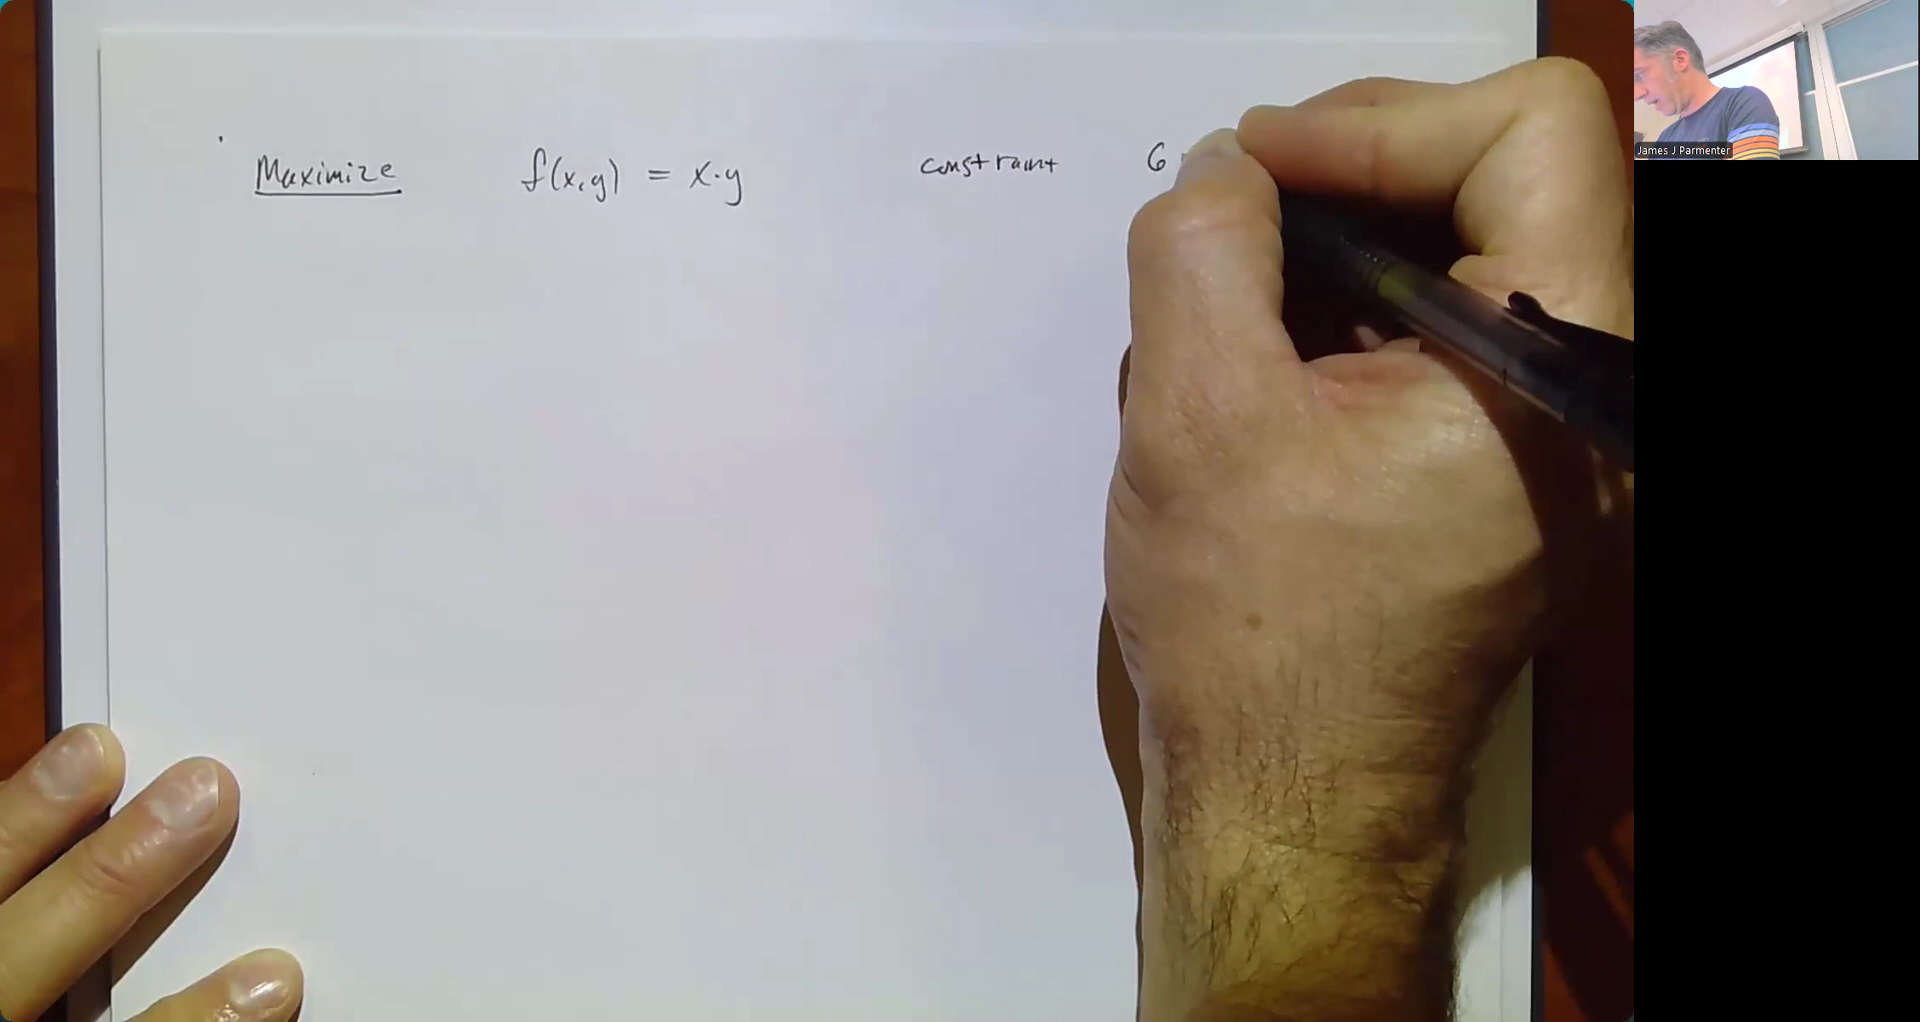 Maximize f(x,y) = x·y constraint 6
James J Parmenter